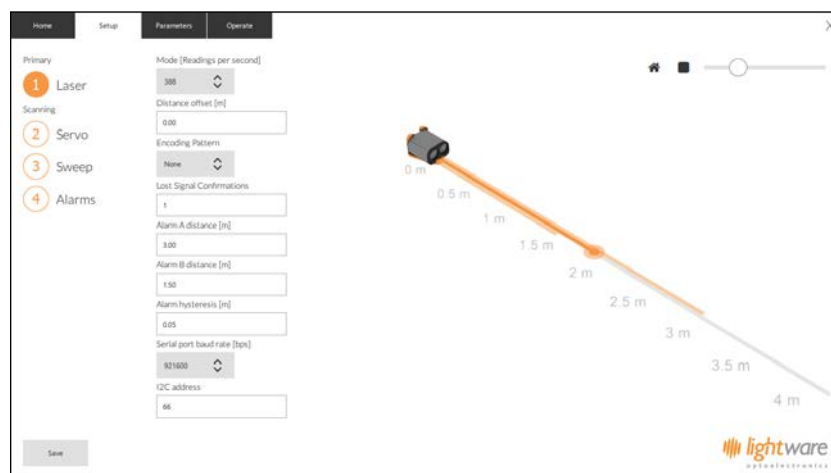 Home Setup Parameters Operate
Primary
1 Laser
Scanning
2 Servo
3 Sweep
4 Alarms
Mode [Readings per second]
388
Distance offset [m]
0.00
Encoding Pattern
None
Lost Signal Confirmations
1
Alarm A distance [m]
3.00
Alarm B distance [m]
1.50
Alarm hysteresis [m]
0.05
Serial port baud rate [bps]
921600
I2C address
66
Save
0 m
0.5 m
1 m
1.5 m
2 m
2.5 m
3 m
3.5 m
4 m
lightware
optoelectronics